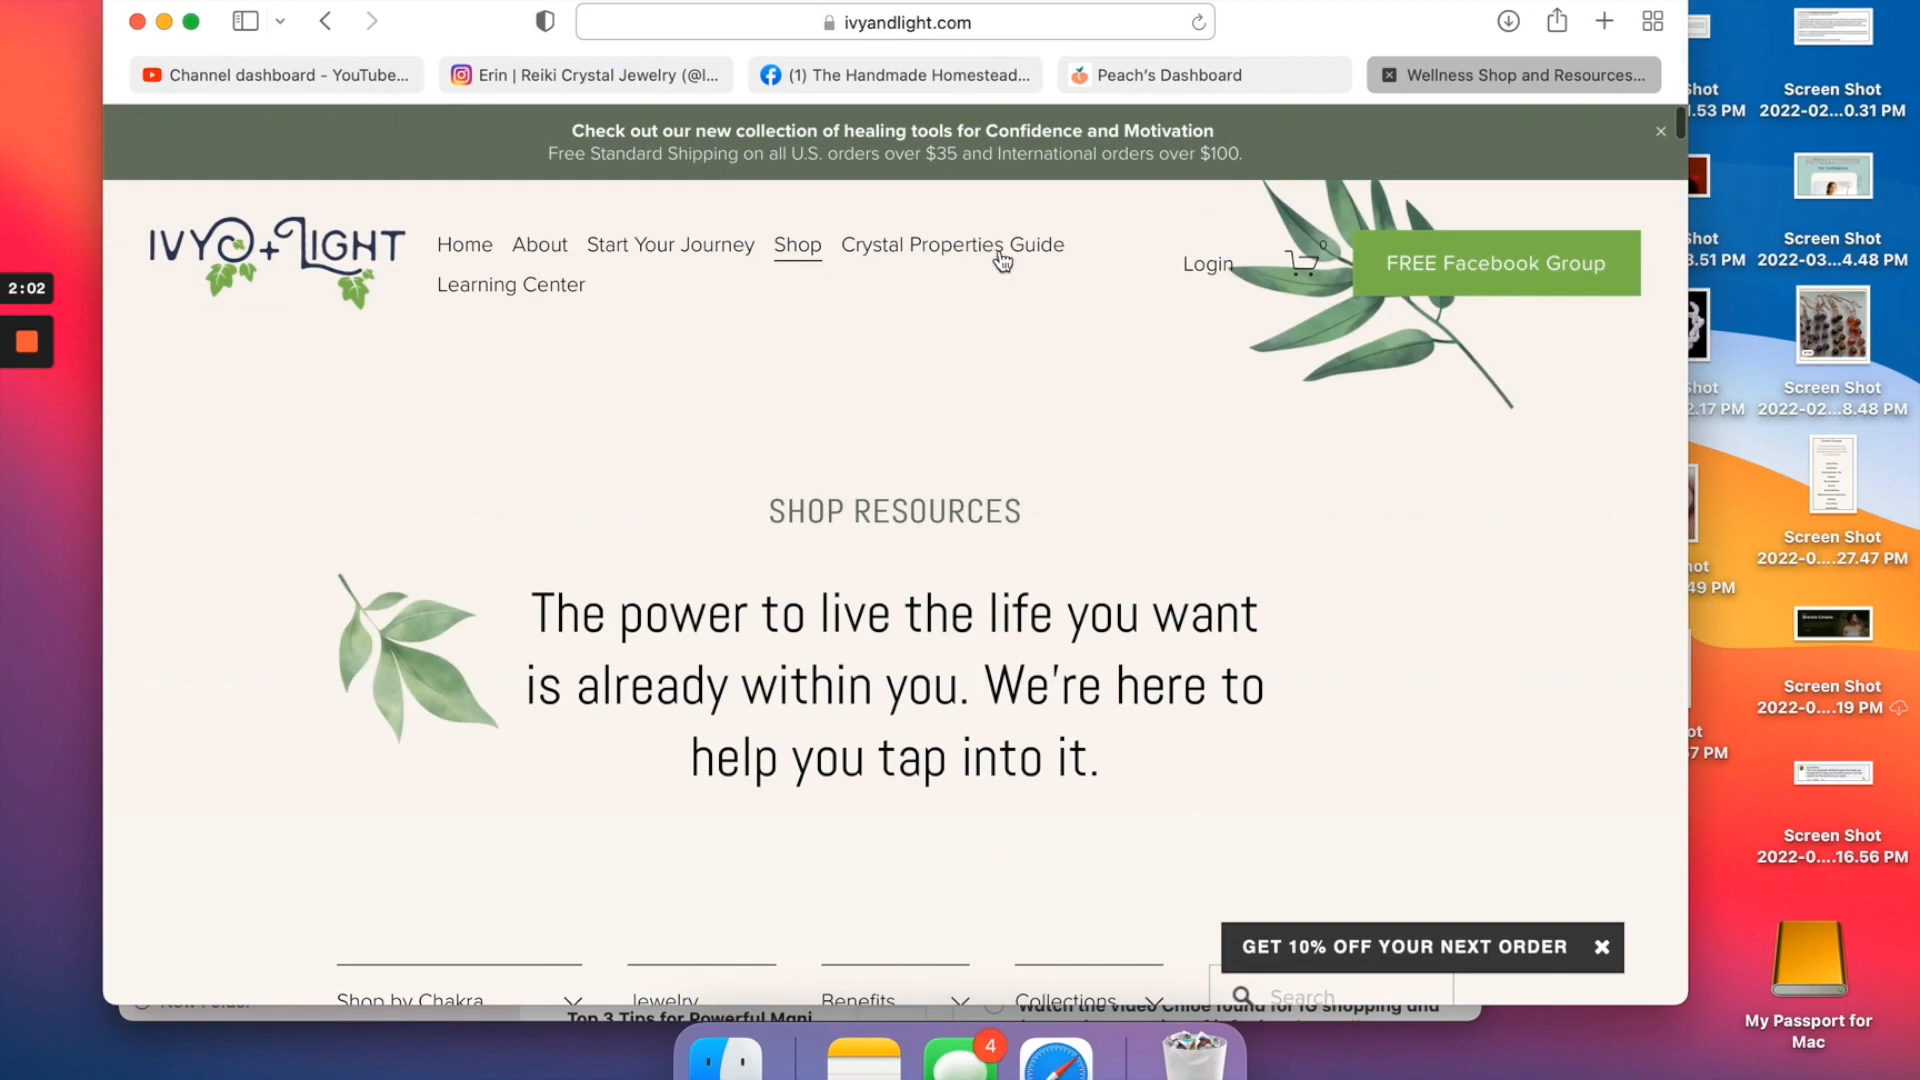 ivyandlight.com
Channel dashboard - YouTube...
Erin | Reiki Crystal Jewelry (@l...
(1) The Handmade Homestead...
Peach's Dashboard
Wellness Shop and Resources...
Check out our new collection of healing tools for Confidence and Motivation
Free Standard Shipping on all U.S. orders over $35 and International orders over $100.
IVY + LIGHT
Home About Start Your Journey Shop Crystal Properties Guide
Learning Center
Login
0
FREE Facebook Group
2:02
SHOP RESOURCES
The power to live the life you want
is already within you. We're here to
help you tap into it.
GET 10% OFF YOUR NEXT ORDER
Shop by Chakra
Jewelry
Benefits
Collections
Search
New Folder
Top 3 Tips for Powerful Mani
Watch the video Chloe found for IG shopping and
4
Shot
1.53 PM
Screen Shot
2022-02...0.31 PM
Shot
3.51 PM
Screen Shot
2022-03...4.48 PM
Shot
2.17 PM
Screen Shot
2022-02...8.48 PM
hot
49 PM
Screen Shot
2022-0....27.47 PM
ot
7 PM
Screen Shot
2022-0....19 PM
Screen Shot
2022-0....16.56 PM
My Passport for
Mac